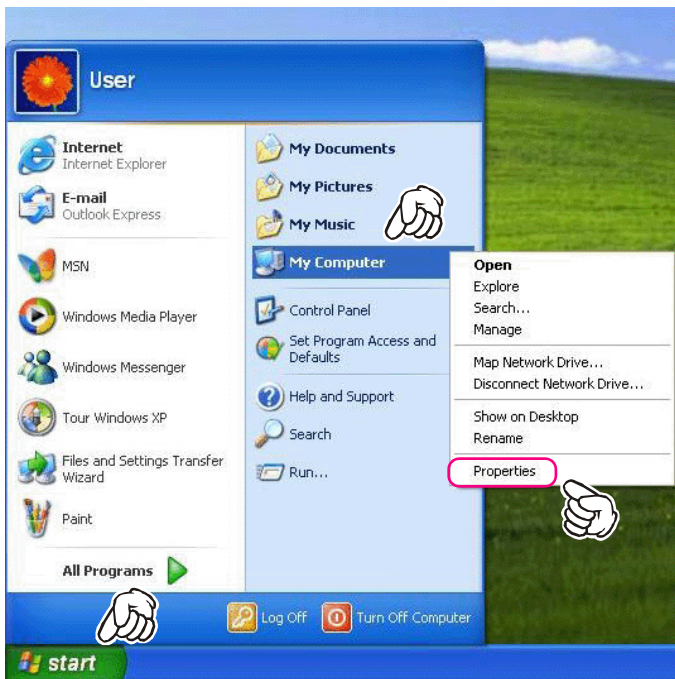 User
Internet
Internet Explorer
E-mail
Outlook Express
MSN
Windows Media Player
Windows Messenger
Tour Windows XP
Files and Settings Transfer
Wizard
Paint
All Programs
My Documents
My Pictures
My Music
My Computer
Control Panel
Set Program Access and
Defaults
Help and Support
Search
Run...
Open
Explore
Search...
Manage
Map Network Drive...
Disconnect Network Drive...
Show on Desktop
Rename
Properties
Log Off
Turn Off Computer
start